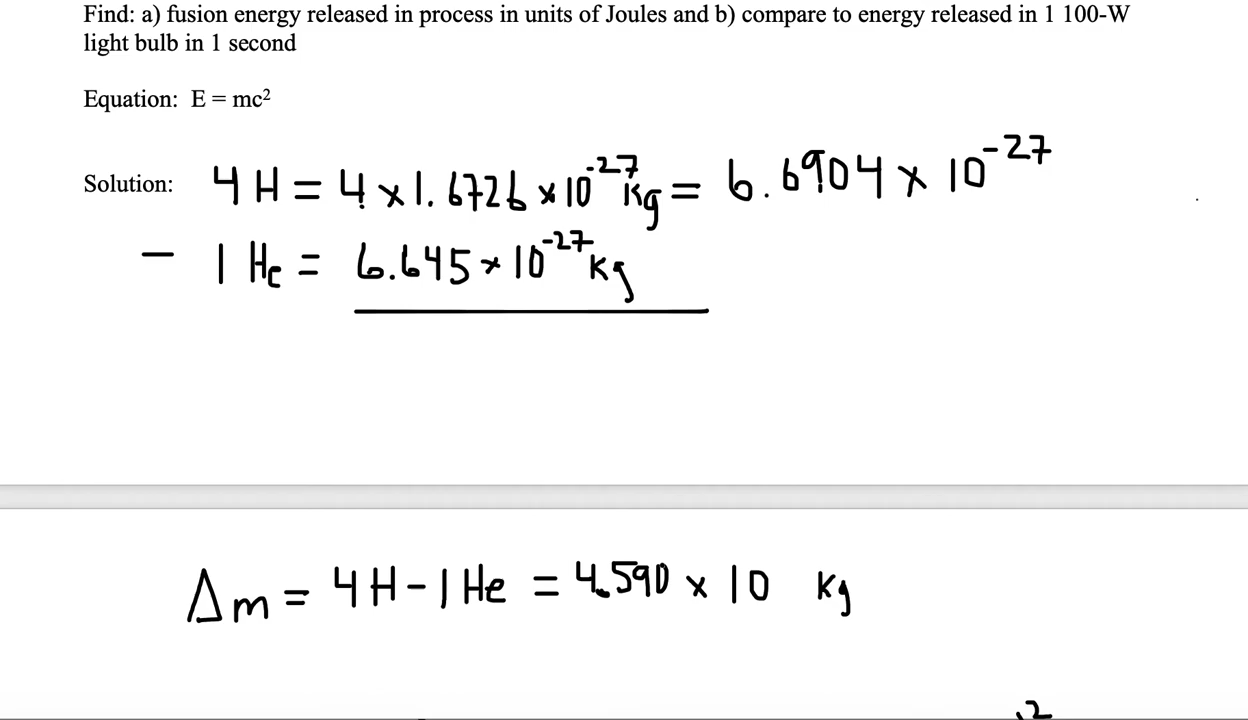 Find: a) fusion energy released in process in units of Joules and b) compare to energy released in 1 100-W
light bulb in 1 second
Equation: E = mc²
Solution: 4 H = 4 × 1.6726 × 10⁻²⁷ kg = 6.6904 × 10⁻²⁷
− 1 He = 6.645 × 10⁻²⁷ kg
Δm = 4H − 1 He = 4.590 × 10 kg